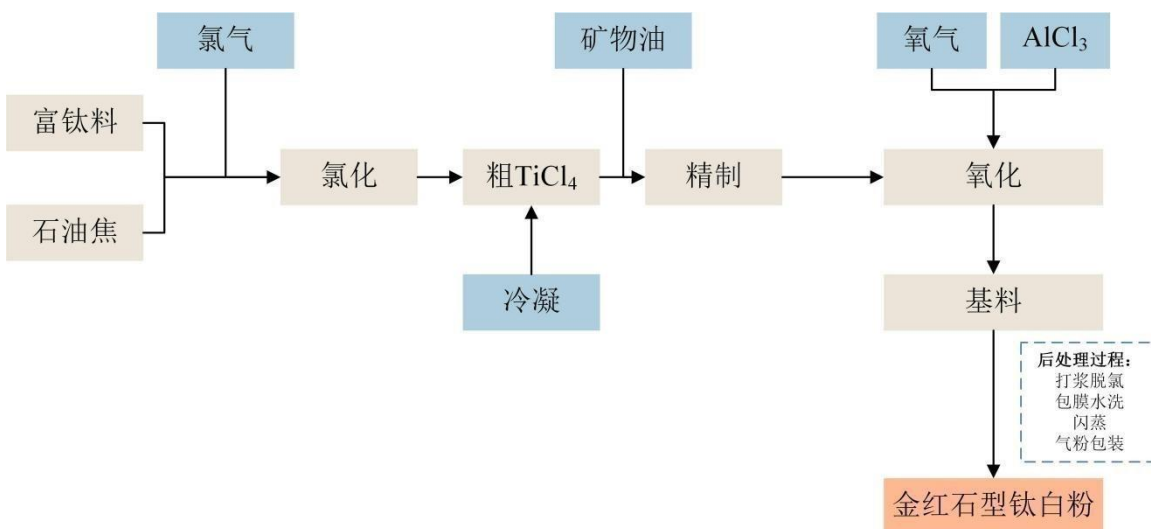 氯气
矿物油
氧气
AlCl₃
富钛料
石油焦
氯化
粗TiCl₄
精制
氧化
冷凝
基料
后处理过程:
打浆脱氯
包膜水洗
闪蒸
气粉包装
金红石型钛白粉